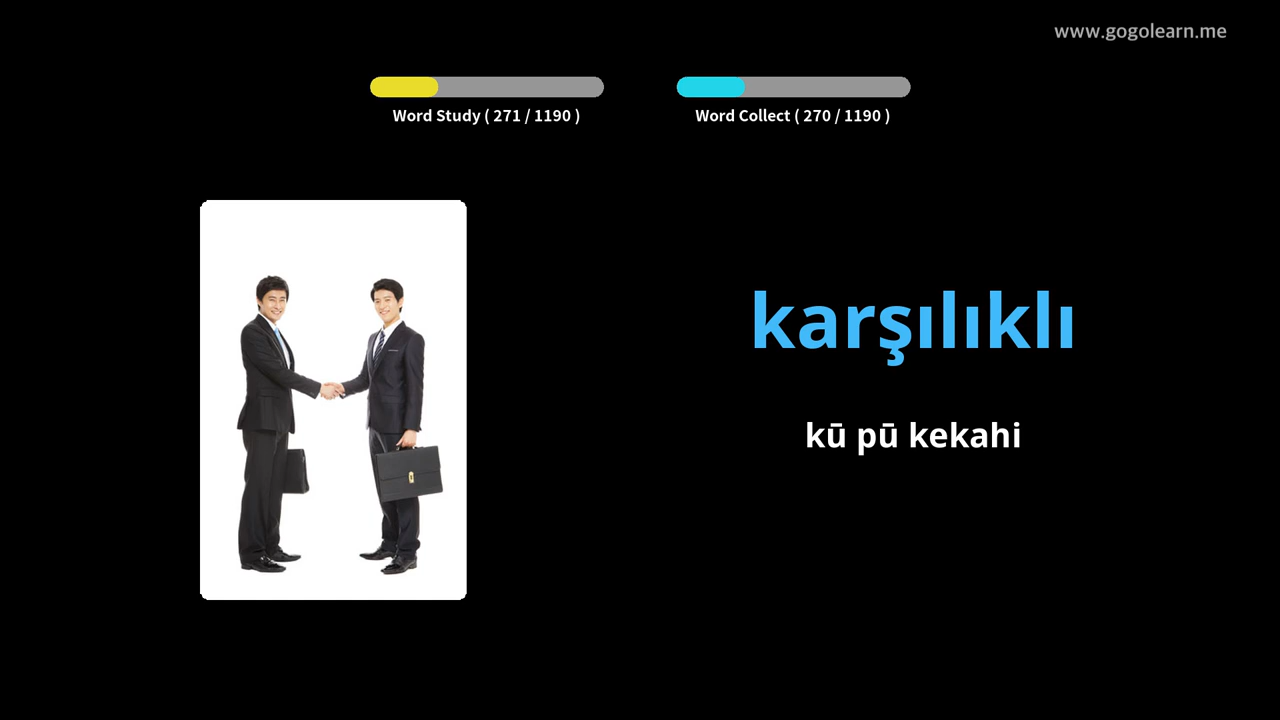 www.gogolearn.me
Word Study ( 271 / 1190 )
Word Collect ( 270 / 1190 )
karşılıklı
kū pū kekahi